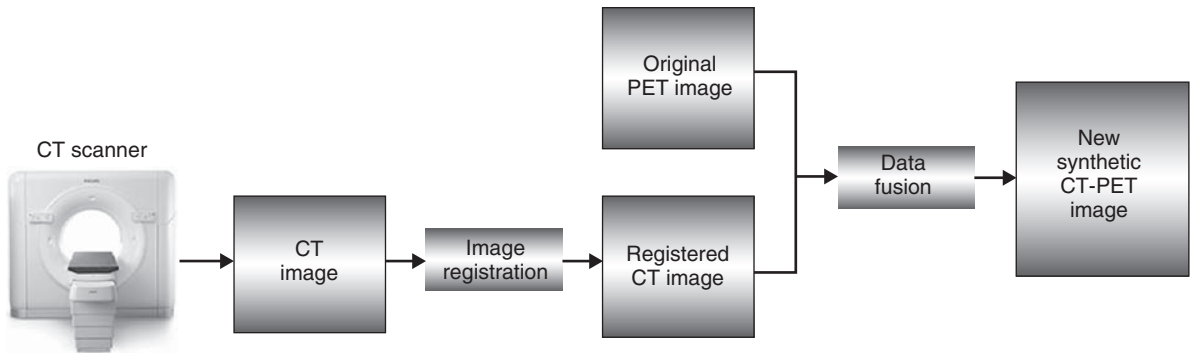 CT scanner
CT
image
Image
registration
Original
PET image
Registered
CT image
Data
fusion
New
synthetic
CT-PET
image